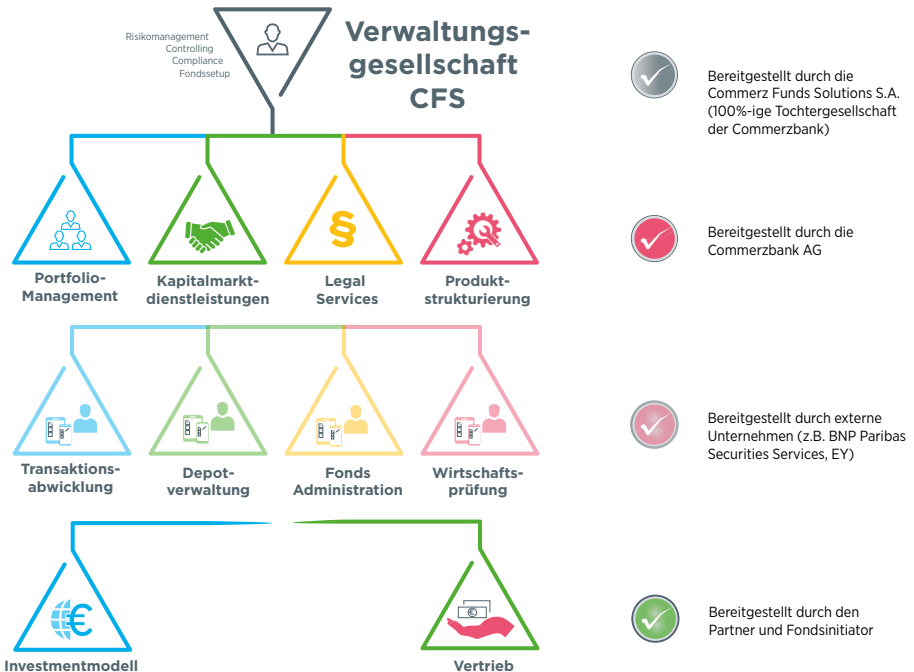 Risikomanagement
Controlling
Compliance
Fondssetup
Verwaltungs-
gesellschaft
CFS
Bereitgestellt durch die
Commerz Funds Solutions S.A.
(100%-ige Tochtergesellschaft
der Commerzbank)
§
Portfolio-
Management
Kapitalmarkt-
dienstleistungen
Legal
Services
Produkt-
strukturierung
Bereitgestellt durch die
Commerzbank AG
Transaktions-
abwicklung
Depot-
verwaltung
Fonds
Administration
Wirtschafts-
prüfung
Bereitgestellt durch externe
Unternehmen (z.B. BNP Paribas
Securities Services, EY)
€
Investmentmodell
€
Vertrieb
Bereitgestellt durch den
Partner und Fondsinitiator